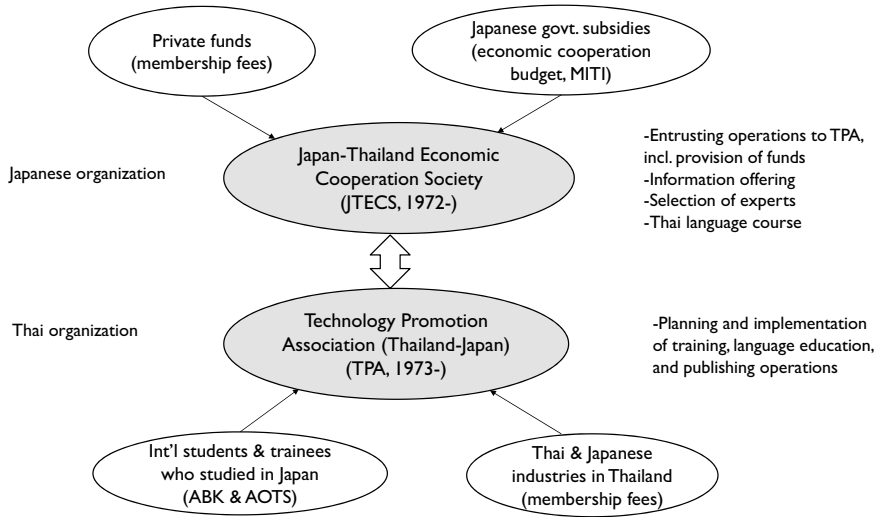 Private funds
(membership fees)
Japanese govt. subsidies
(economic cooperation
budget, MITI)
Japanese organization
Japan-Thailand Economic
Cooperation Society
(JTECS, 1972-)
-Entrusting operations to TPA,
incl. provision of funds
-Information offering
-Selection of experts
-Thai language course
Thai organization
Technology Promotion
Association (Thailand-Japan)
(TPA, 1973-)
-Planning and implementation
of training, language education,
and publishing operations
Int'l students & trainees
who studied in Japan
(ABK & AOTS)
Thai & Japanese
industries in Thailand
(membership fees)